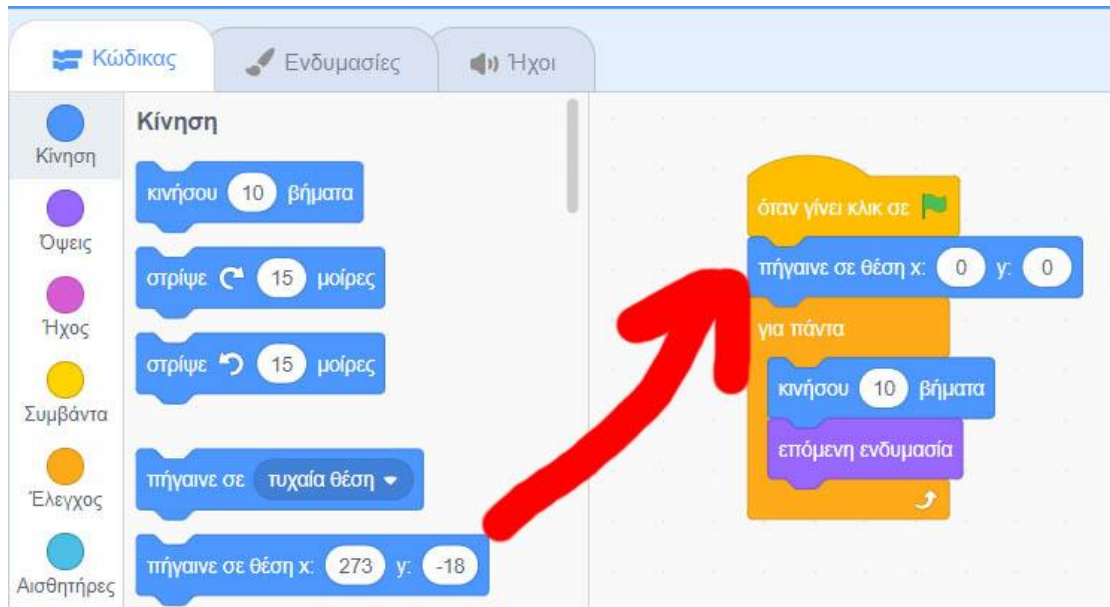 Κώδικας
Ενδυμασίες
Ήχοι
Κίνηση
Όψεις
Ήχος
Συμβάντα
Έλεγχος
Αισθητήρες
Κίνηση
κινήσου 10 βήματα
στρίψε 15 μοίρες
στρίψε 15 μοίρες
πήγαινε σε τυχαία θέση
πήγαινε σε θέση x: 273 y: -18
όταν γίνει κλικ σε
πήγαινε σε θέση x: 0 y: 0
για πάντα
κινήσου 10 βήματα
επόμενη ενδυμασία